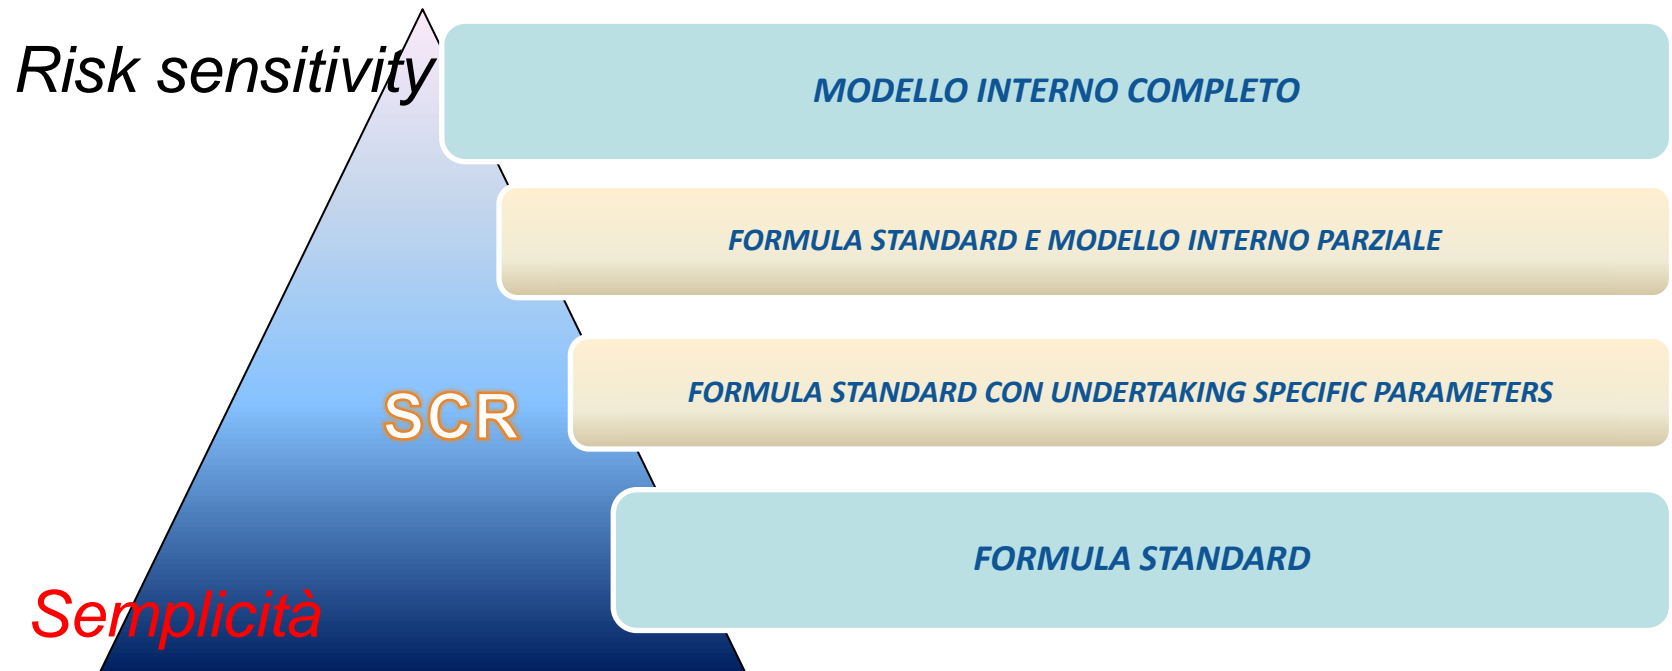 Risk sensitivity
MODELLO INTERNO COMPLETO
FORMULA STANDARD E MODELLO INTERNO PARZIALE
FORMULA STANDARD CON UNDERTAKING SPECIFIC PARAMETERS
SCR
FORMULA STANDARD
Semplicità